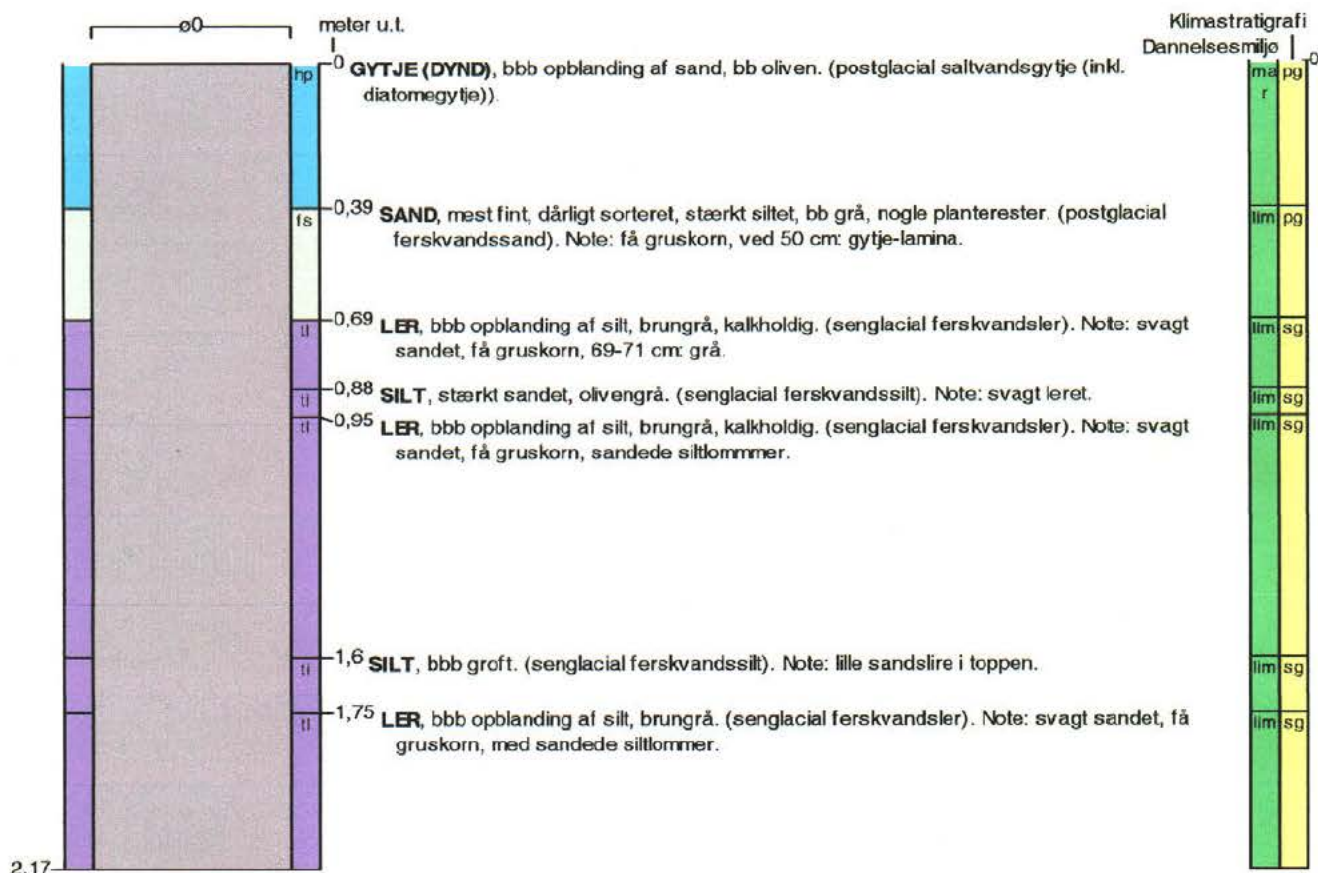 ø0 meter u.t. Klimastratigrafi
Dannelsesmiljø
0 hp GYTJE (DYND), bbb opblanding af sand, bb oliven. (postglacial saltvandsgytje (inkl. ma pg 0
diatomegytje)). r
0,39 SAND, mest fint, dårligt sorteret, stærkt siltet, bb grå, nogle planterester. (postglacial
fs lim pg
ferskvandssand). Note: få gruskorn, ved 50 cm: gytje-lamina.
0,69 LER, bbb opblanding af silt, brungrå, kalkholdig. (senglacial ferskvandsler). Note: svagt
tl lim sg
sandet, få gruskorn, 69-71 cm: grå.
0,88 SILT, stærkt sandet, olivengrå. (senglacial ferskvandssilt). Note: svagt leret.
ti lim sg
0,95 LER, bbb opblanding af silt, brungrå, kalkholdig. (senglacial ferskvandsler). Note: svagt
tl lim sg
sandet, få gruskorn, sandede siltlommmer.
1,6 SILT, bbb groft. (senglacial ferskvandssilt). Note: lille sandslire i toppen.
ti lim sg
1,75 LER, bbb opblanding af silt, brungrå. (senglacial ferskvandsler). Note: svagt sandet, få
tl lim sg
gruskorn, med sandede siltlommer.
2,17